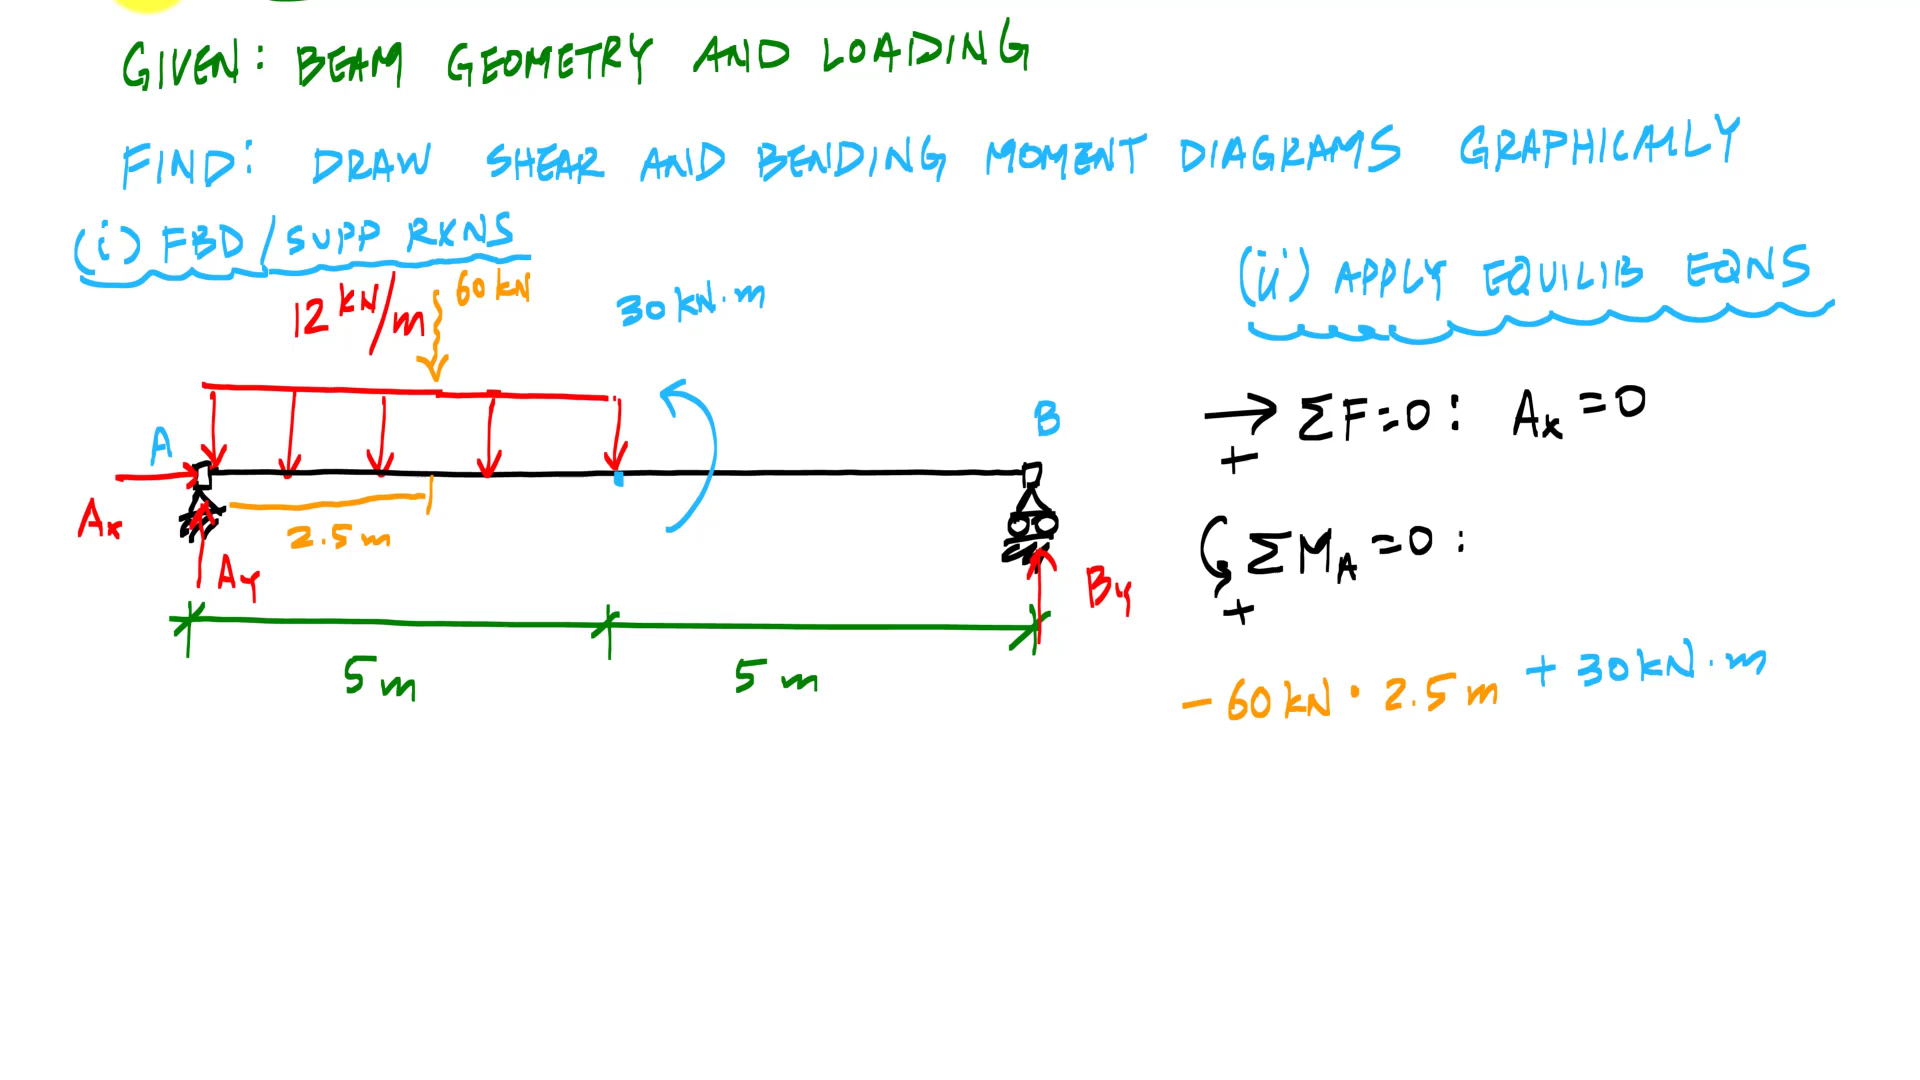 GIVEN: BEAM GEOMETRY AND LOADING
FIND: DRAW SHEAR AND BENDING MOMENT DIAGRAMS GRAPHICALLY
(i) FBD/SUPP RXNS
(ii) APPLY EQUILIB EQNS
12 kN/m
60 kN
30 kN·m
A
B
Ax
Ay
2.5 m
By
5 m
5 m
→+ ΣF=0: Ax=0
+ ΣMA=0:
-60 kN · 2.5 m + 30 kN·m